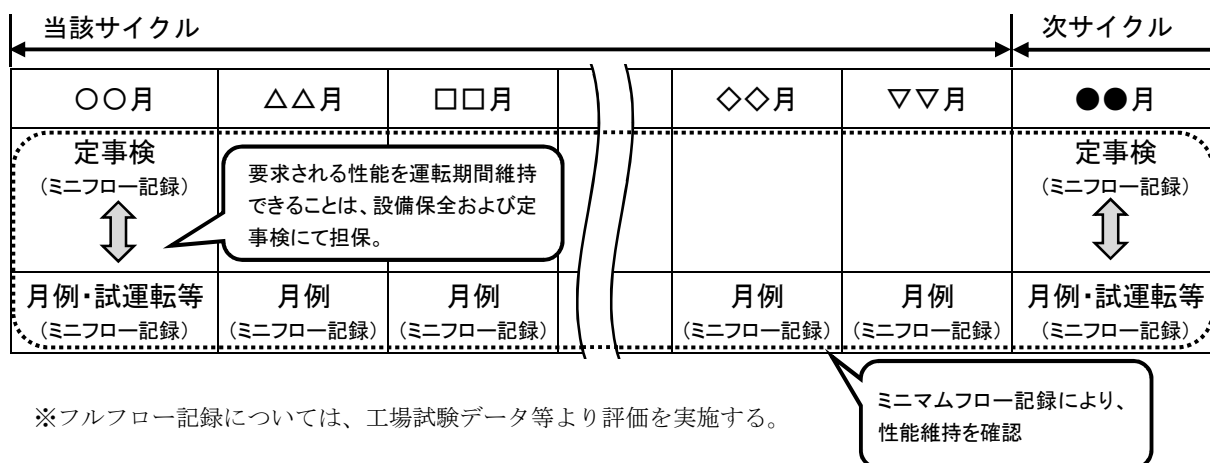 当該サイクル
次サイクル
○○月
△△月
□□月
◇◇月
▽▽月
●●月
定事検
(ミニフロー記録)
要求される性能を運転期間維持
できることは、設備保全および定
事検にて担保。
定事検
(ミニフロー記録)
月例・試運転等
(ミニフロー記録)
月例
(ミニフロー記録)
月例
(ミニフロー記録)
月例
(ミニフロー記録)
月例
(ミニフロー記録)
月例・試運転等
(ミニフロー記録)
※フルフロー記録については、工場試験データ等より評価を実施する。
ミニマムフロー記録により、
性能維持を確認